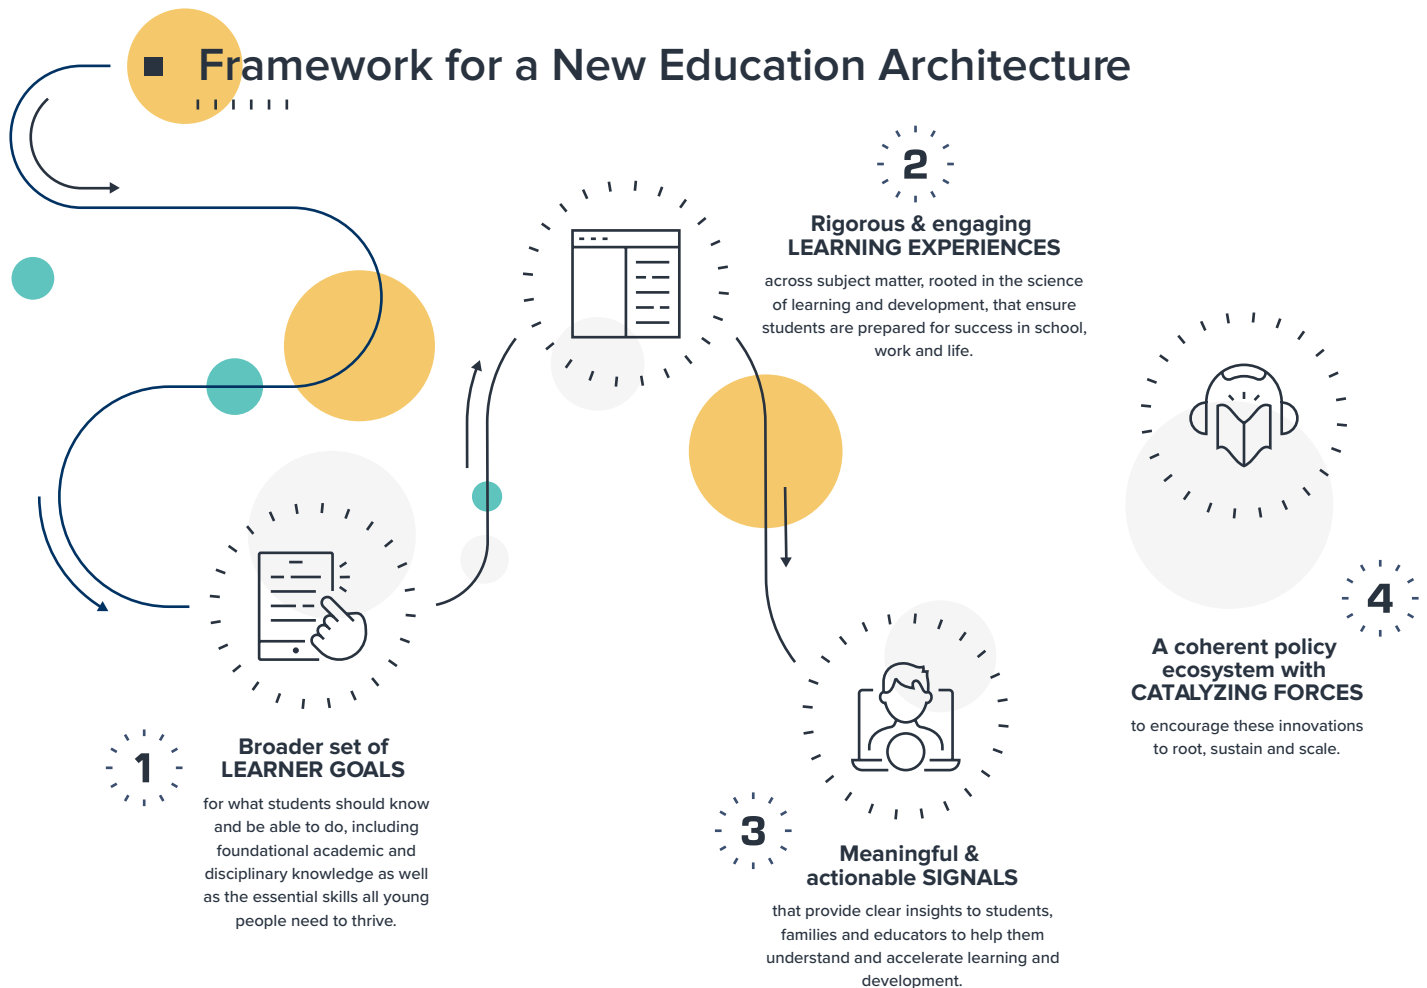 Framework for a New Education Architecture
1
Broader set of
LEARNER GOALS
for what students should know
and be able to do, including
foundational academic and
disciplinary knowledge as well
as the essential skills all young
people need to thrive.
2
Rigorous & engaging
LEARNING EXPERIENCES
across subject matter, rooted in the science
of learning and development, that ensure
students are prepared for success in school,
work and life.
3
Meaningful &
actionable SIGNALS
that provide clear insights to students,
families and educators to help them
understand and accelerate learning and
development.
4
A coherent policy
ecosystem with
CATALYZING FORCES
to encourage these innovations
to root, sustain and scale.